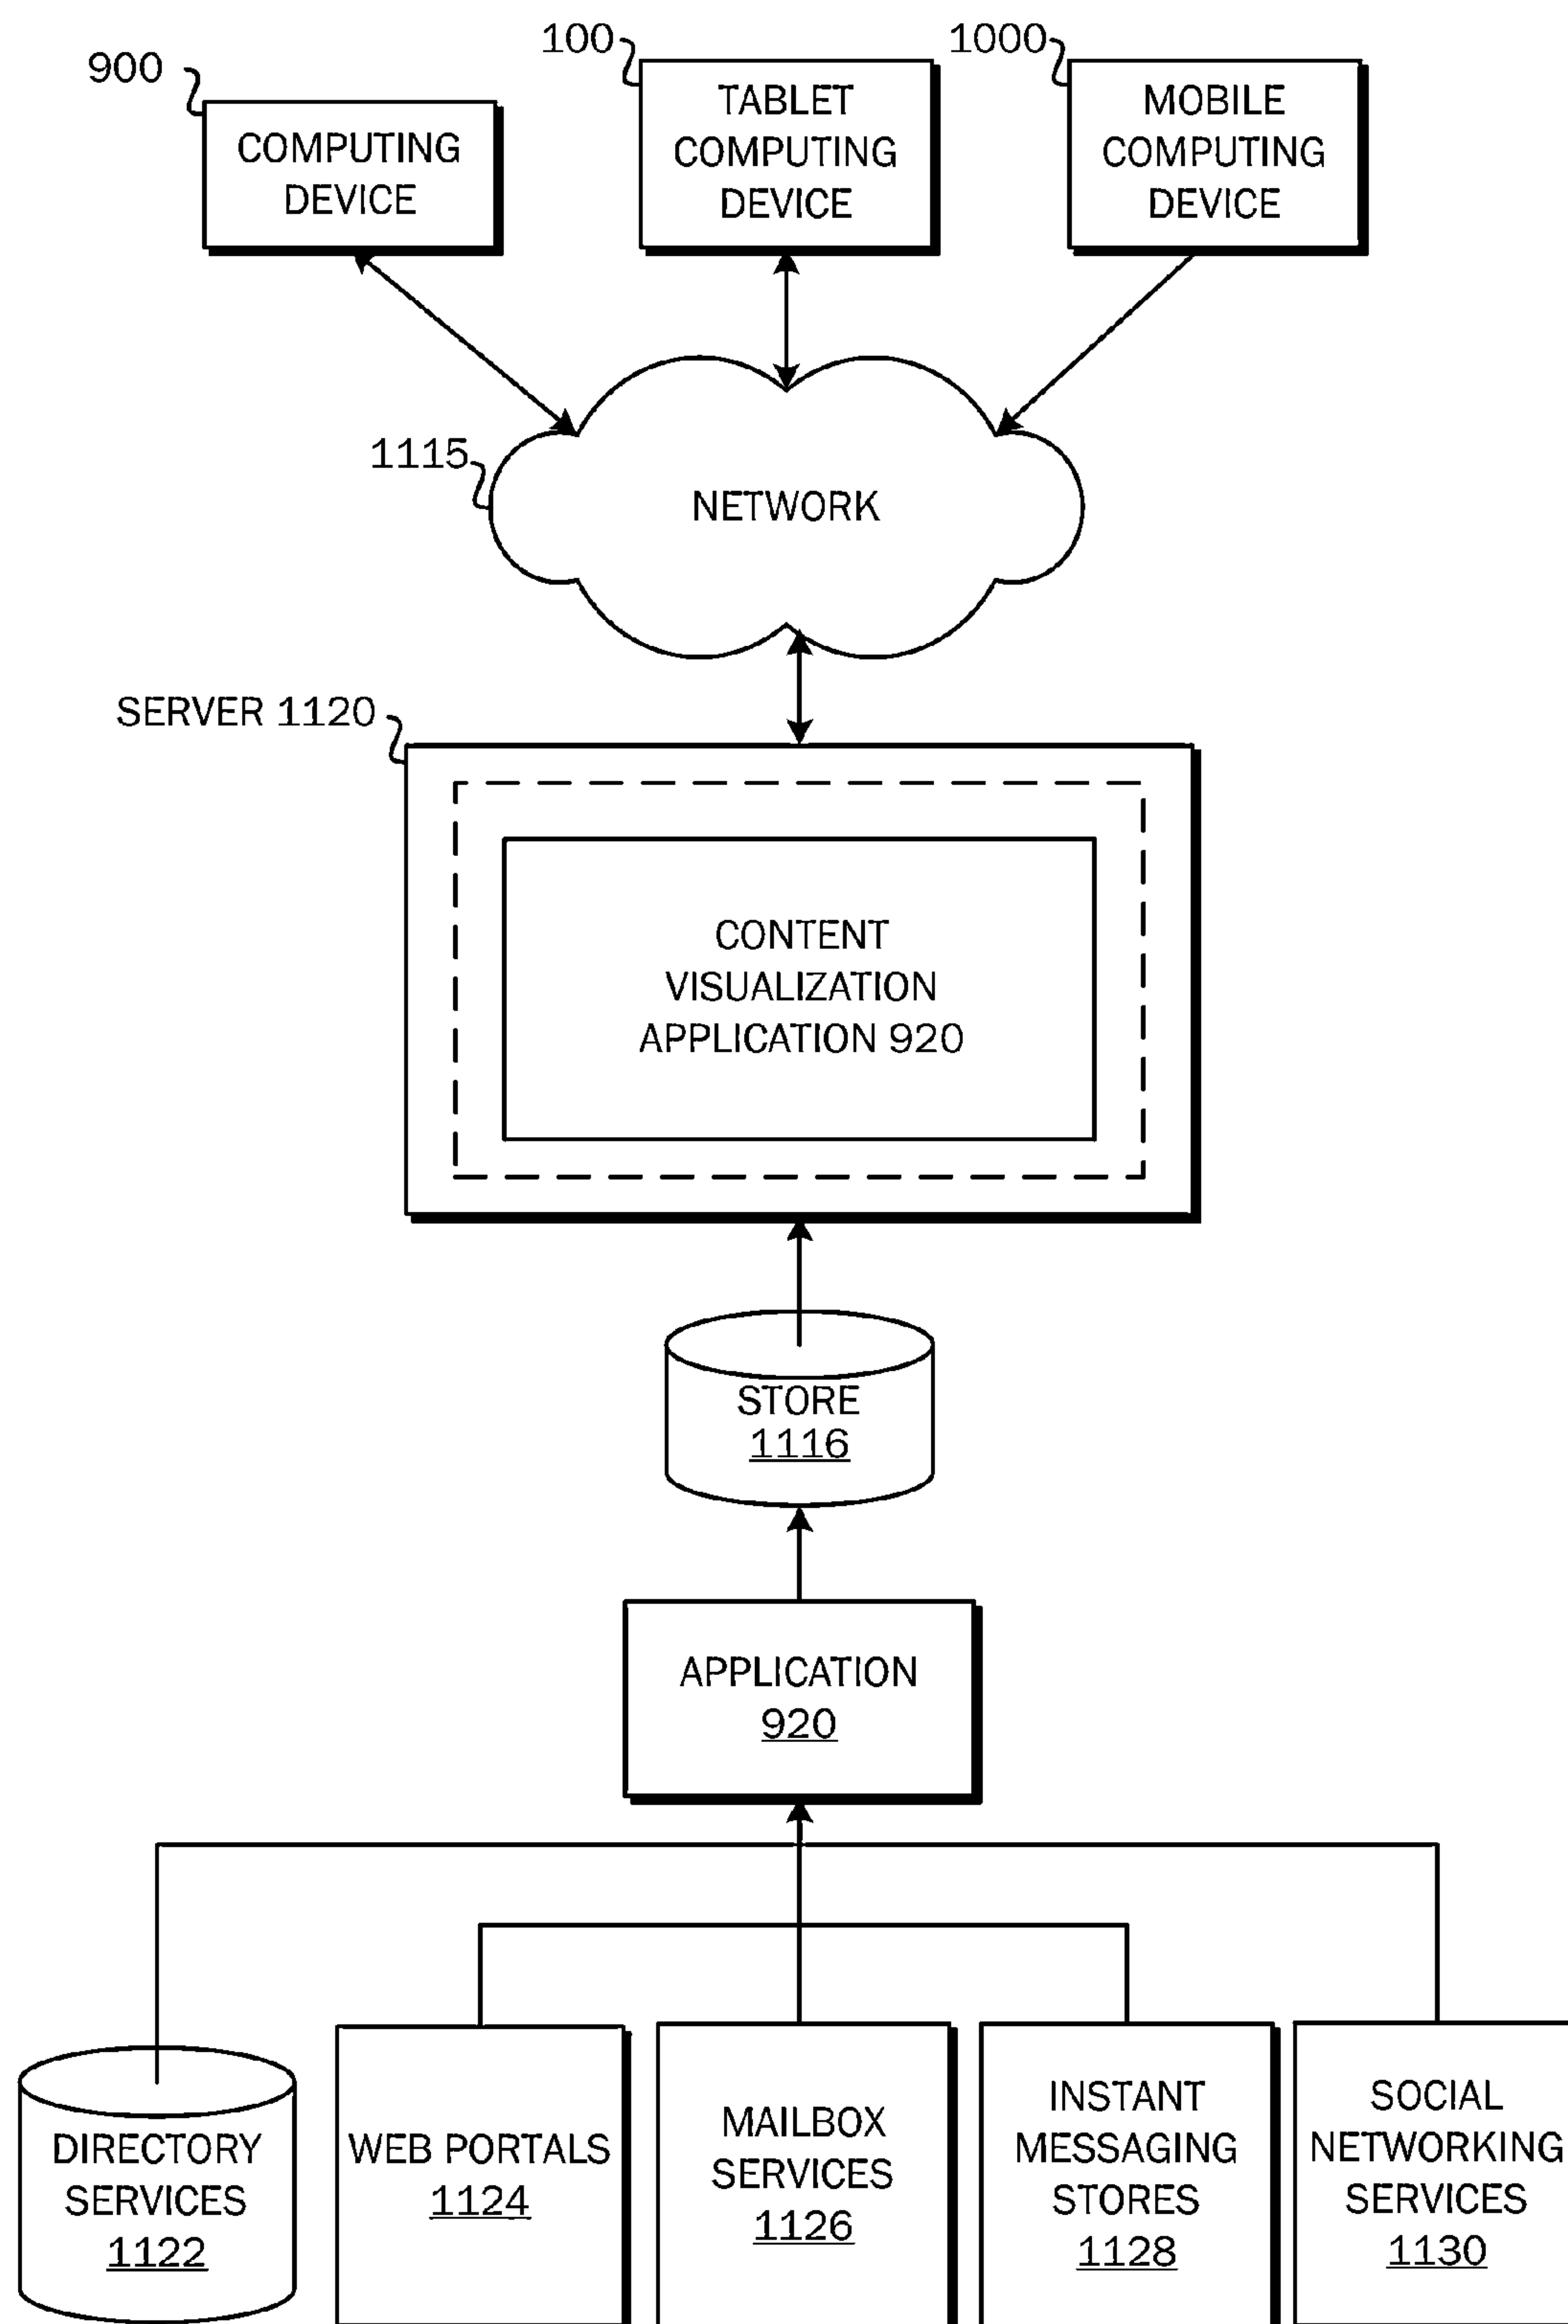 900
100
1000
COMPUTING
DEVICE
TABLET
COMPUTING
DEVICE
MOBILE
COMPUTING
DEVICE
1115
NETWORK
SERVER 1120
CONTENT
VISUALIZATION
APPLICATION 920
STORE
1116
APPLICATION
920
DIRECTORY
SERVICES
1122
WEB PORTALS
1124
MAILBOX
SERVICES
1126
INSTANT
MESSAGING
STORES
1128
SOCIAL
NETWORKING
SERVICES
1130